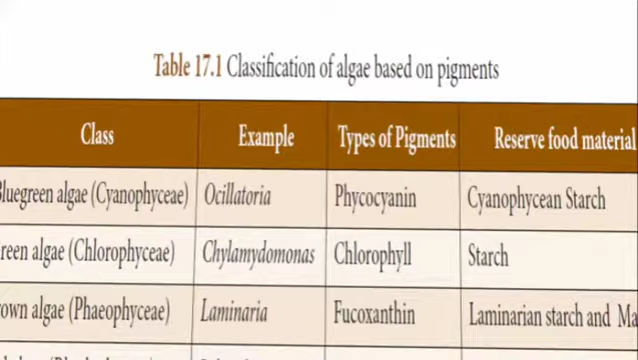 Table 17.1 Classification of algae based on pigments
Class Example Types of Pigments Reserve food material
Bluegreen algae (Cyanophyceae) Ocillatoria Phycocyanin Cyanophycean Starch
reen algae (Chlorophyceae) Chylamydomonas Chlorophyll Starch
own algae (Phaeophyceae) Laminaria Fucoxanthin Laminarian starch and Ma